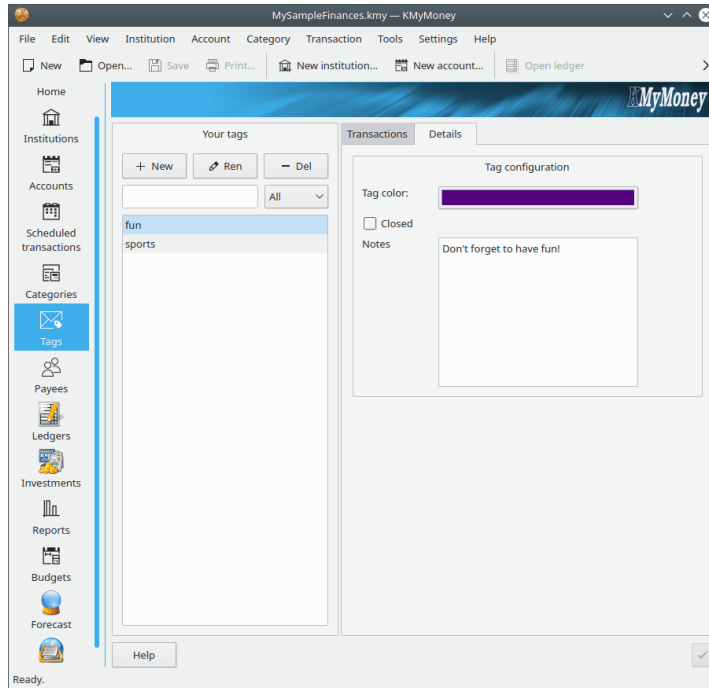 MySampleFinances.kmy — KMyMoney
File Edit View Institution Account Category Transaction Tools Settings Help
New Open... Save Print... New institution... New account... Open ledger
Home
Institutions
Accounts
Scheduled
transactions
Categories
Tags
Payees
Ledgers
Investments
Reports
Budgets
Forecast
KMyMoney
Your tags
+ New Ren − Del
All
fun
sports
Transactions Details
Tag configuration
Tag color:
Closed
Notes
Don't forget to have fun!
Help
Ready.